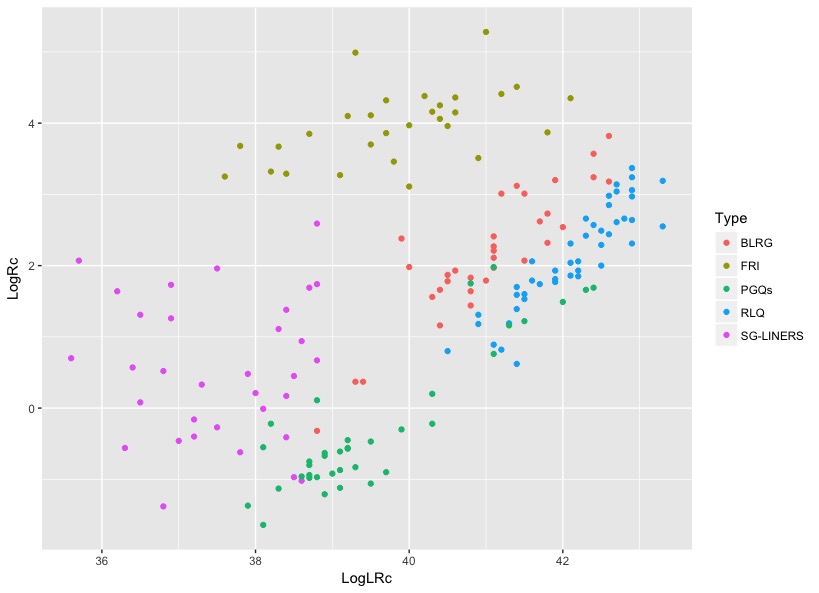 4
2
0
LogRc
36
38
40
42
LogLRc
Type
BLRG
FRI
PGQs
RLQ
SG-LINERS